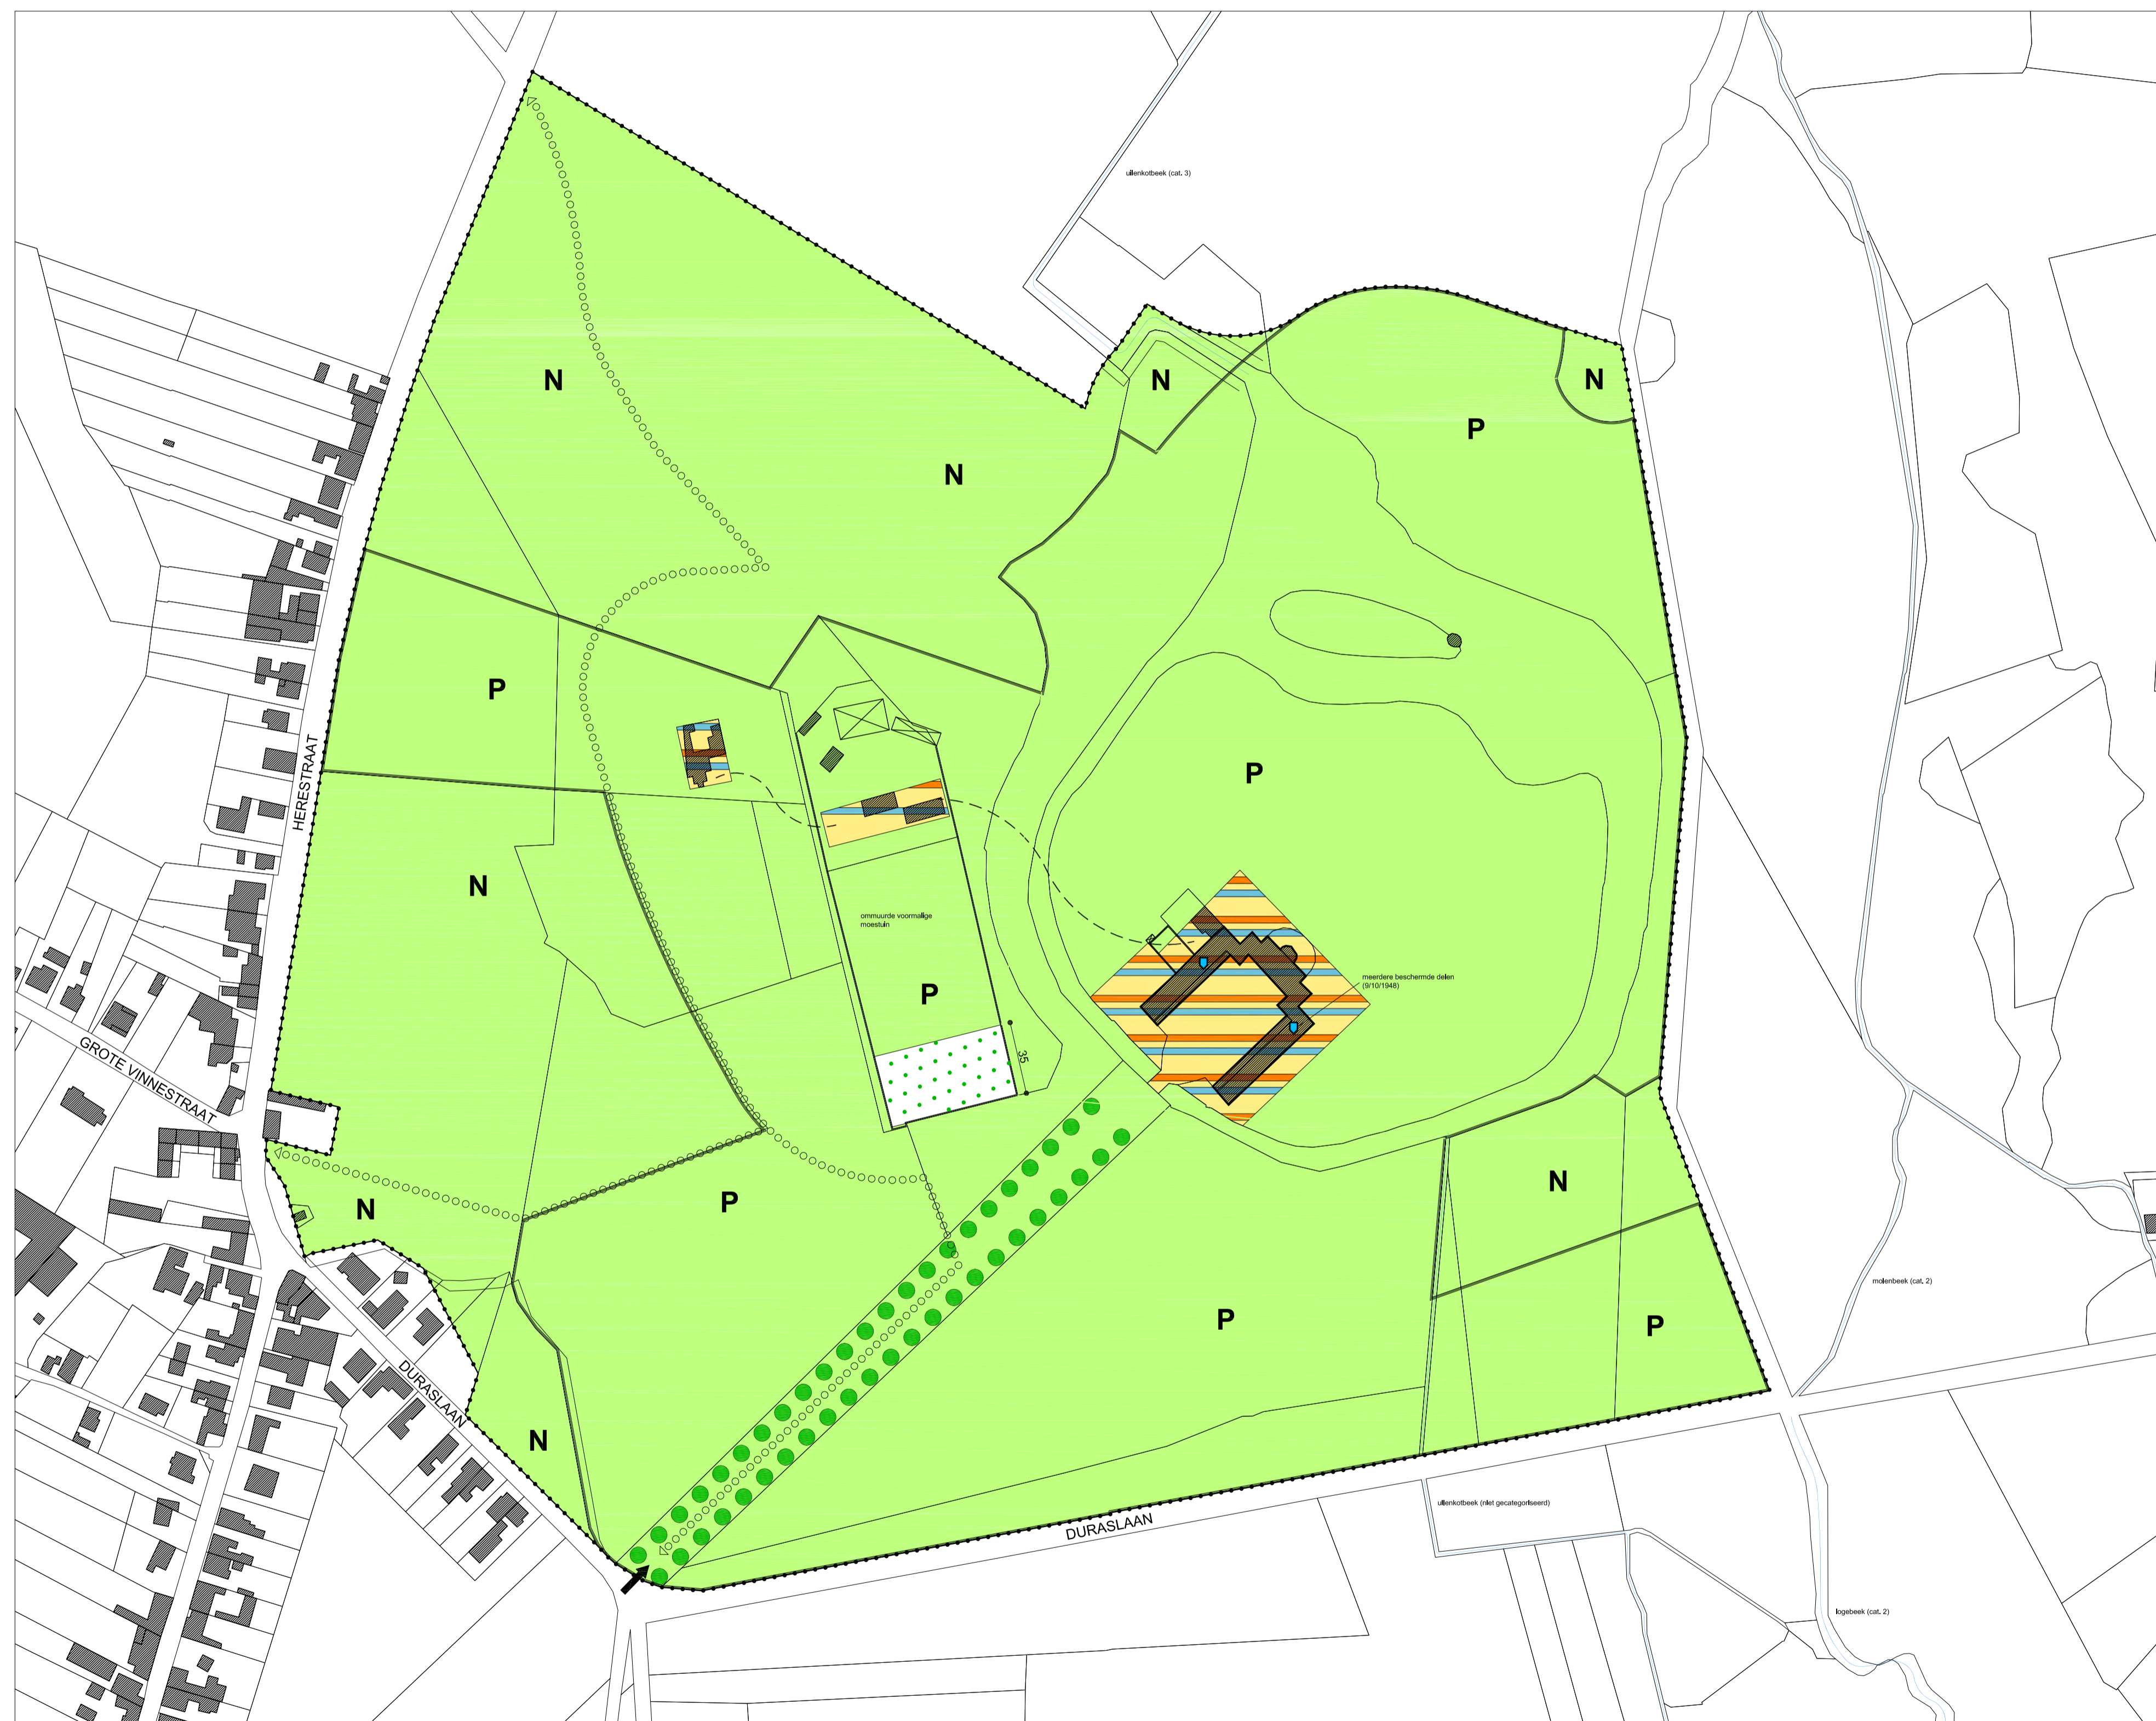 uilenkotbeek (cat. 3)
N
N
N
P
N
P
P
HERESTRAAT
N
ommuurde voormalige
moestuin
P
meerdere beschermde delen
(9/10/1948)
35
GROTE VINNESTRAAT
N
P
N
P
P
molenbeek (cat. 2)
DURASLAAN
N
uilenkotbeek (niet gecategoriseerd)
DURASLAAN
logebeek (cat. 2)